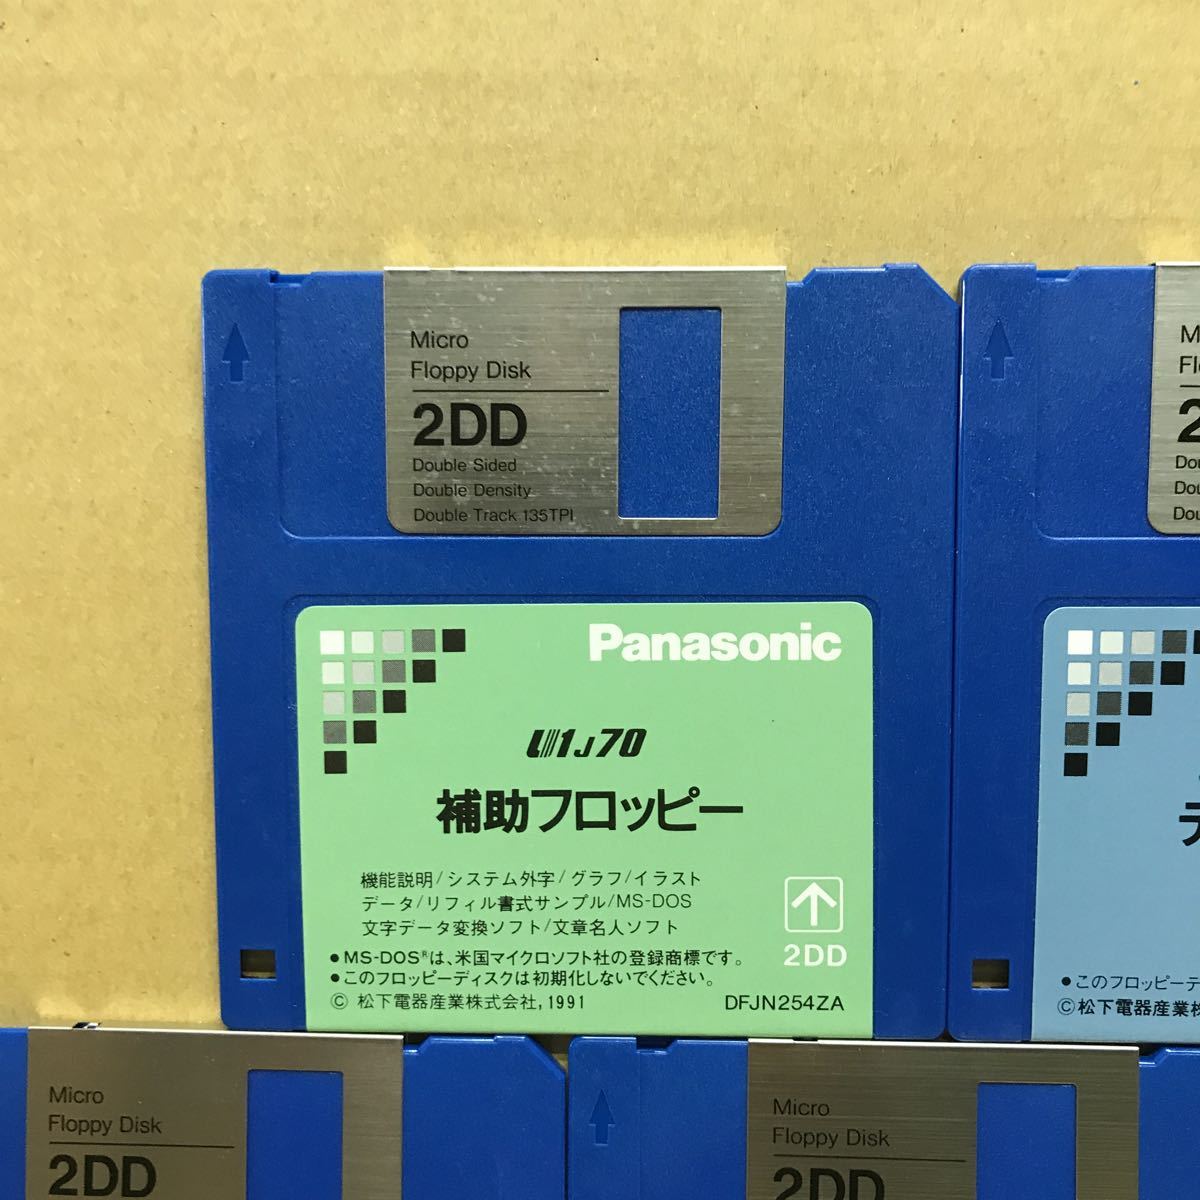 Micro
Floppy Disk
2DD
Double Sided
Double Density
Double Track 135TPI
Panasonic
U1J70
補助フロッピー
機能説明/システム外字/グラフ/イラスト
データ/リフィル書式サンプル/MS-DOS
文字データ変換ソフト/文章名人ソフト
2DD
●MS-DOS®は、米国マイクロソフト社の登録商標です。
●このフロッピーディスクは初期化しないでください。
© 松下電器産業株式会社, 1991
DFJN254ZA
2
Dou
Dou
Dou
●このフロッピーデ
© 松下電器産業株
Micro
Floppy Disk
2DD
Micro
Floppy Disk
2DD